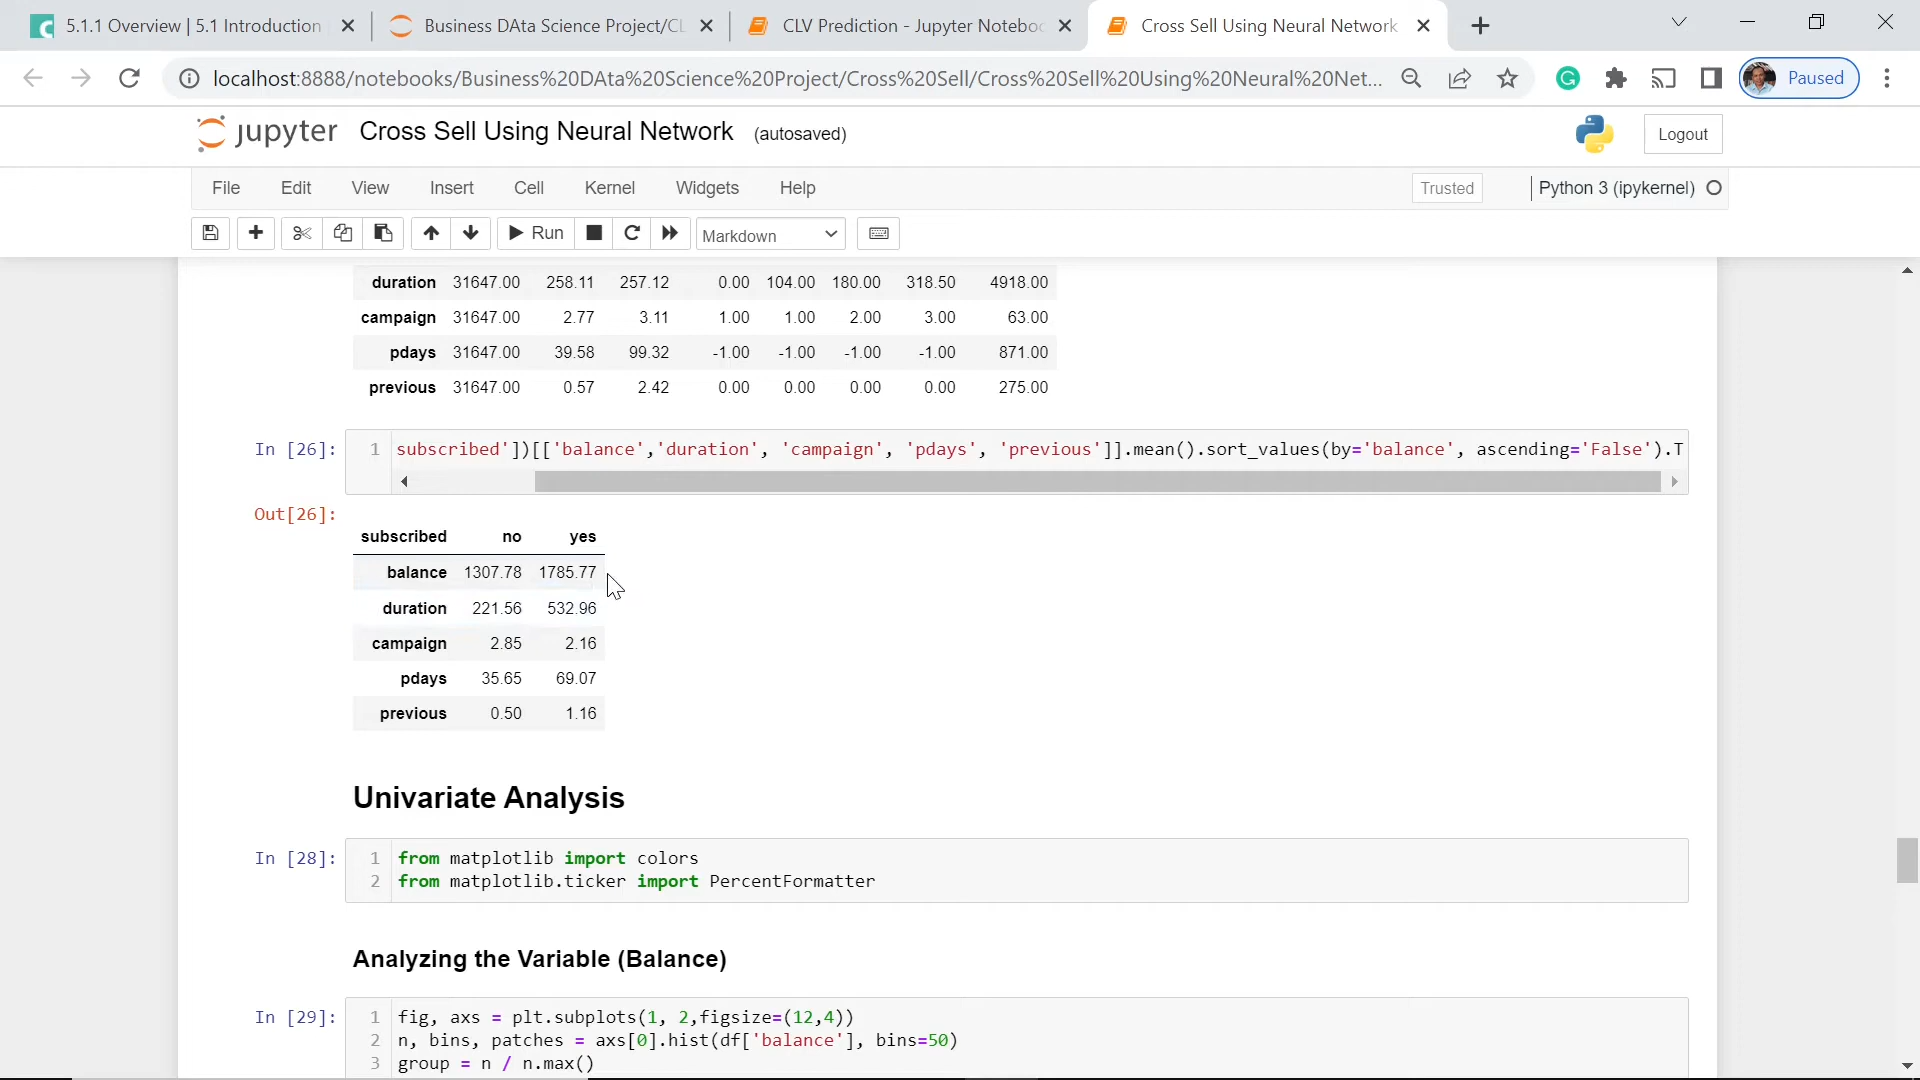 5.1.1 Overview | 5.1 Introduction
Business DAta Science Project/CL
CLV Prediction - Jupyter Noteboo
Cross Sell Using Neural Network
localhost:8888/notebooks/Business%20DAta%20Science%20Project/Cross%20Sell/Cross%20Sell%20Using%20Neural%20Net...
Paused
jupyter Cross Sell Using Neural Network (autosaved)
Logout
File Edit View Insert Cell Kernel Widgets Help
Trusted Python 3 (ipykernel)
Run Markdown
duration 31647.00 258.11 257.12 0.00 104.00 180.00 318.50 4918.00
campaign 31647.00 2.77 3.11 1.00 1.00 2.00 3.00 63.00
pdays 31647.00 39.58 99.32 -1.00 -1.00 -1.00 -1.00 871.00
previous 31647.00 0.57 2.42 0.00 0.00 0.00 0.00 275.00
In [26]: 1 subscribed'])[['balance','duration', 'campaign', 'pdays', 'previous']].mean().sort_values(by='balance', ascending='False').T
Out[26]:
subscribed no yes
balance 1307.78 1785.77
duration 221.56 532.96
campaign 2.85 2.16
pdays 35.65 69.07
previous 0.50 1.16
Univariate Analysis
In [28]: 1 from matplotlib import colors
2 from matplotlib.ticker import PercentFormatter
Analyzing the Variable (Balance)
In [29]: 1 fig, axs = plt.subplots(1, 2,figsize=(12,4))
2 n, bins, patches = axs[0].hist(df['balance'], bins=50)
3 group = n / n.max()